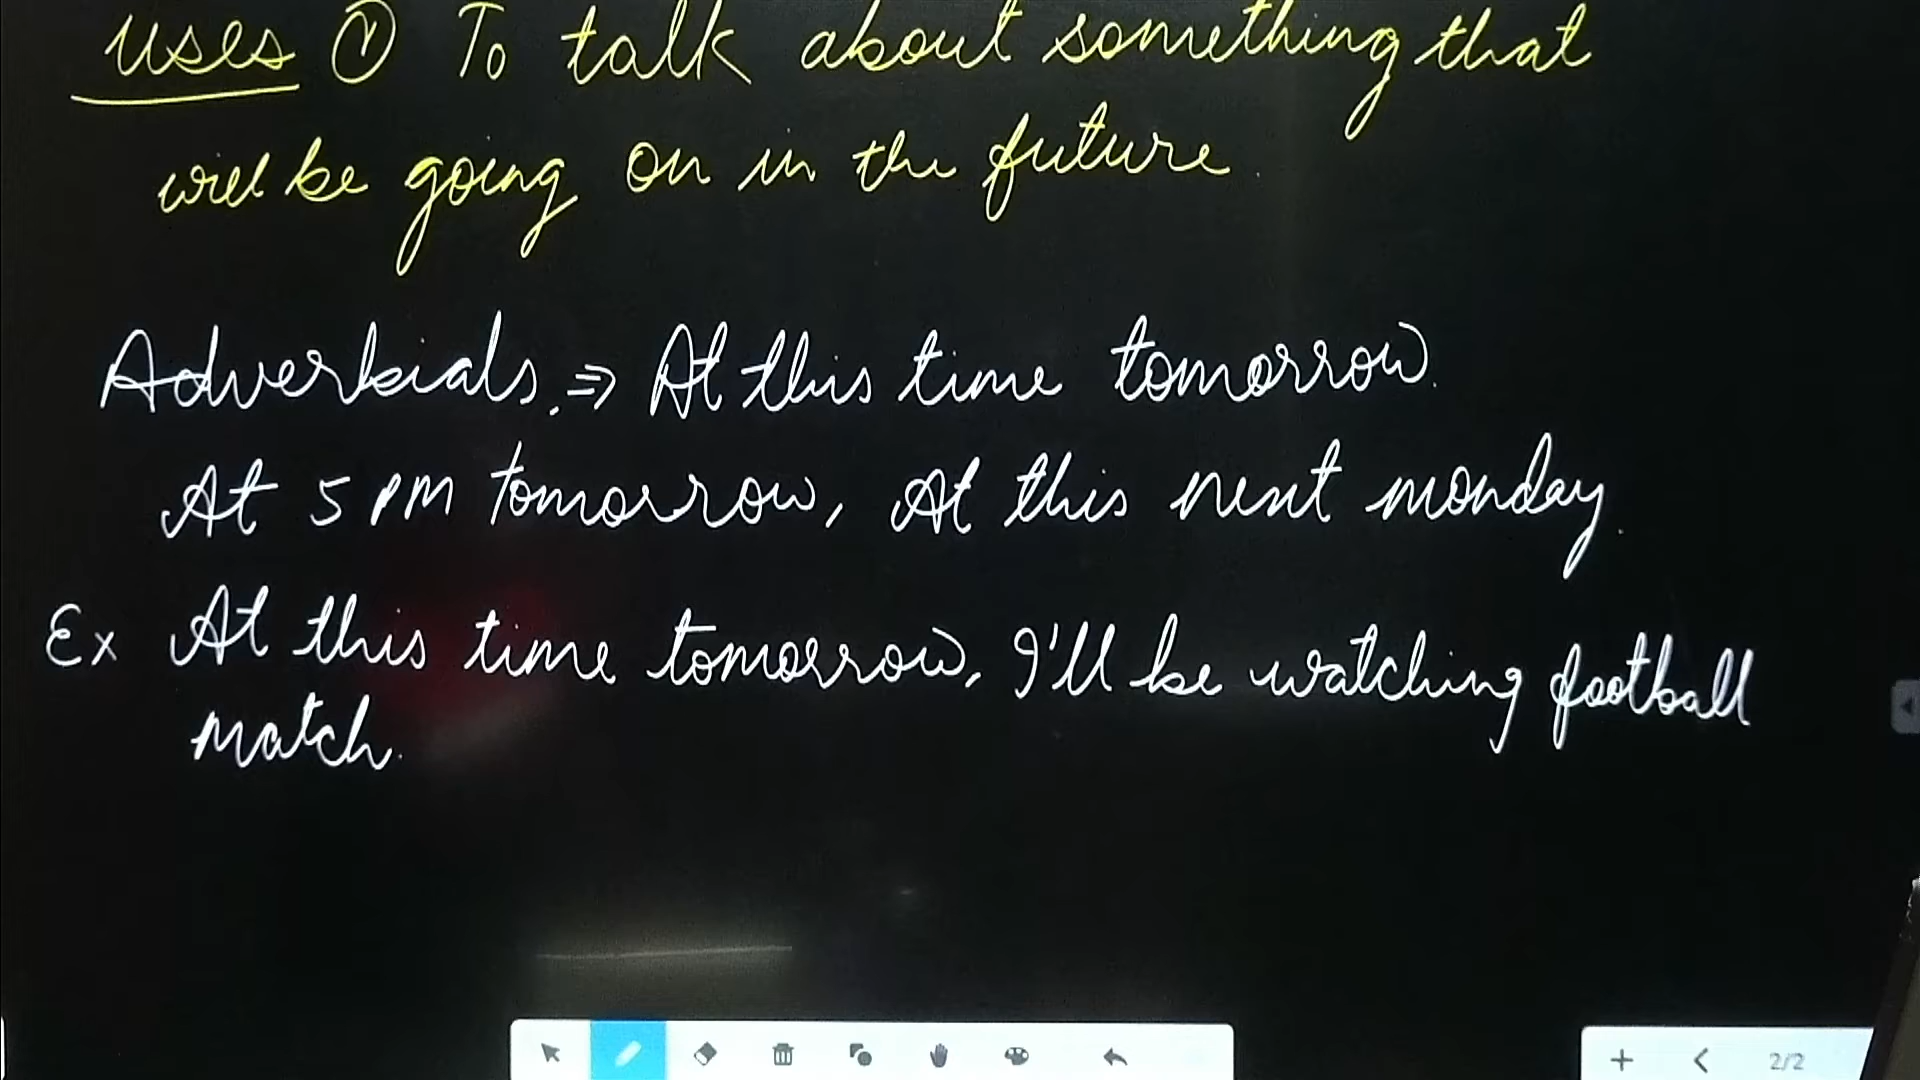 uses ① To talk about something that
will be going on in the future.
Adverbials. ⇒ At this time tomorrow.
At 5 PM tomorrow, At this next monday.
Ex At this time tomorrow, I'll be watching football
match.
2/2